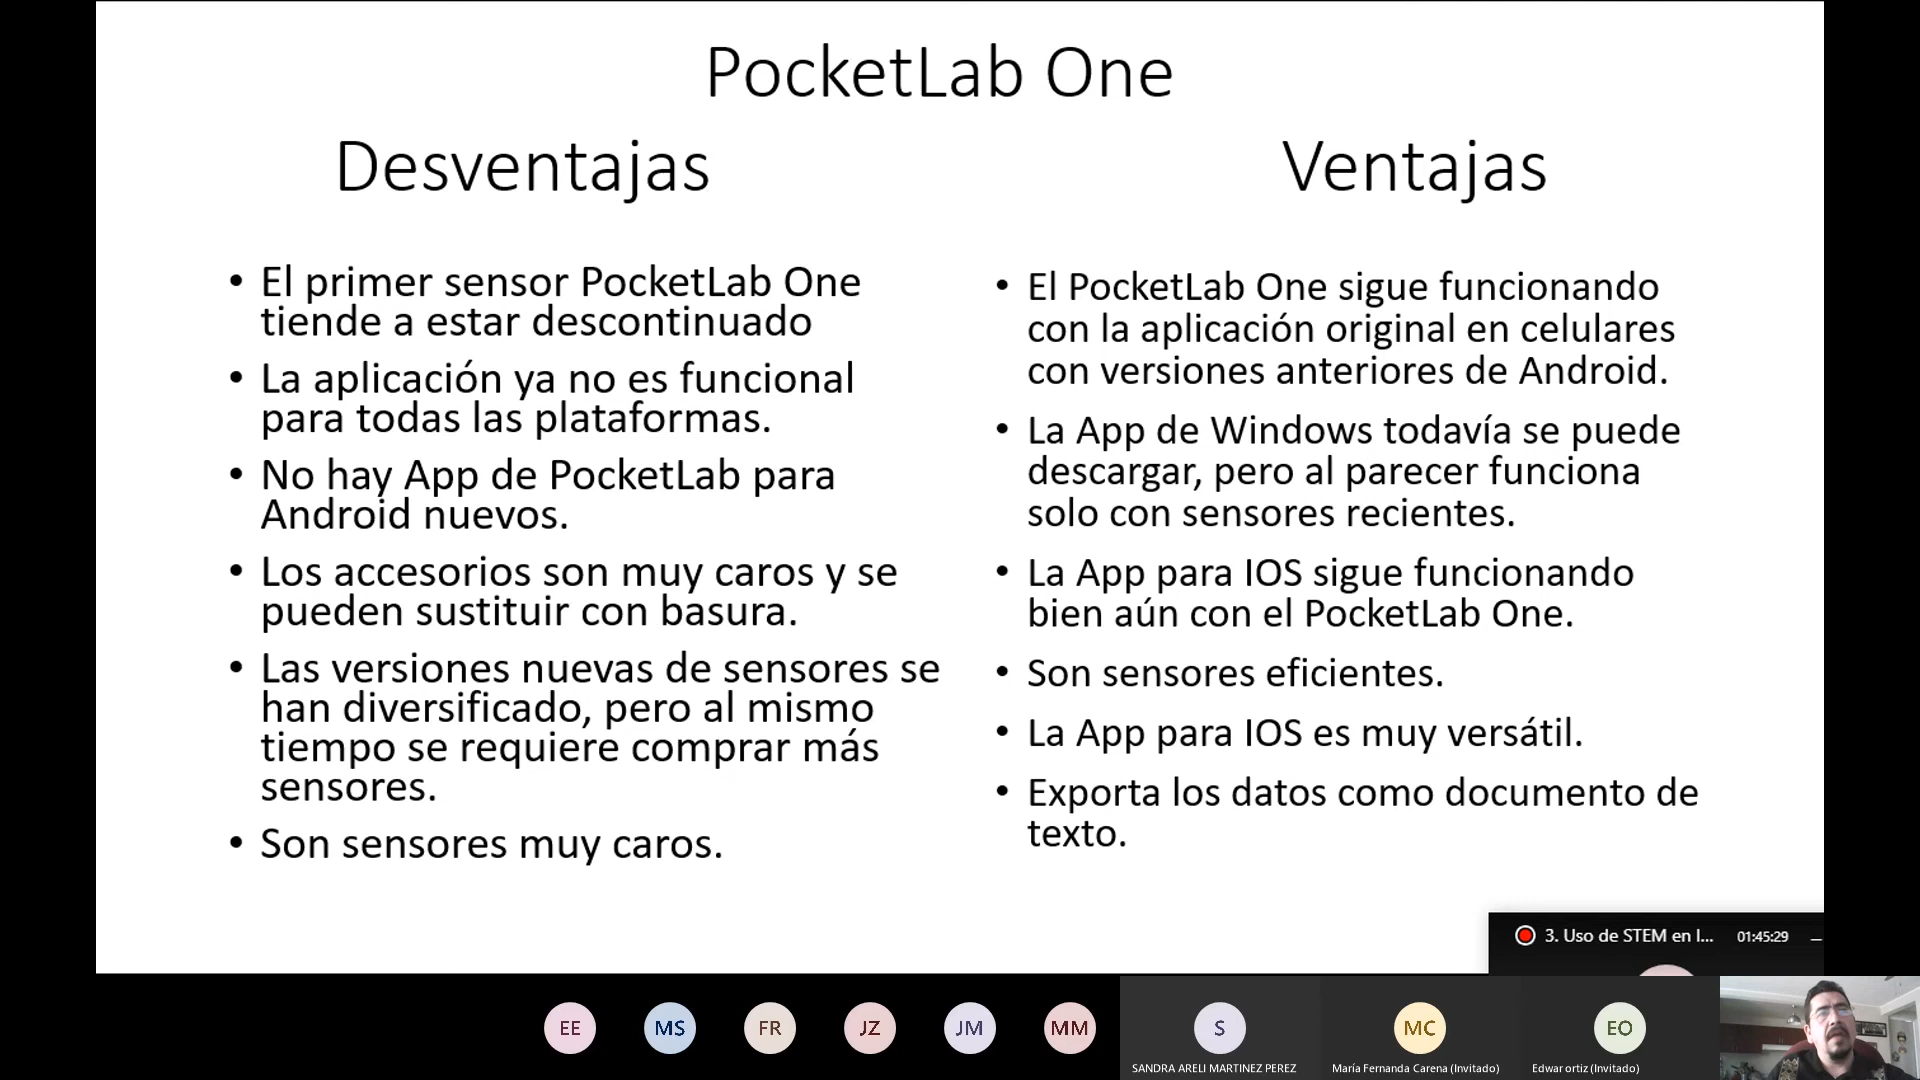 PocketLab One
Desventajas
Ventajas
• El primer sensor PocketLab One
tiende a estar descontinuado
• La aplicación ya no es funcional
para todas las plataformas.
• No hay App de PocketLab para
Android nuevos.
• Los accesorios son muy caros y se
pueden sustituir con basura.
• Las versiones nuevas de sensores se
han diversificado, pero al mismo
tiempo se requiere comprar más
sensores.
• Son sensores muy caros.
• El PocketLab One sigue funcionando
con la aplicación original en celulares
con versiones anteriores de Android.
• La App de Windows todavía se puede
descargar, pero al parecer funciona
solo con sensores recientes.
• La App para IOS sigue funcionando
bien aún con el PocketLab One.
• Son sensores eficientes.
• La App para IOS es muy versátil.
• Exporta los datos como documento de
texto.
3. Uso de STEM en l... 01:45:29
EE MS FR JZ JM MM S MC EO
SANDRA ARELI MARTINEZ PEREZ María Fernanda Carena (Invitado) Edwar ortiz (Invitado)